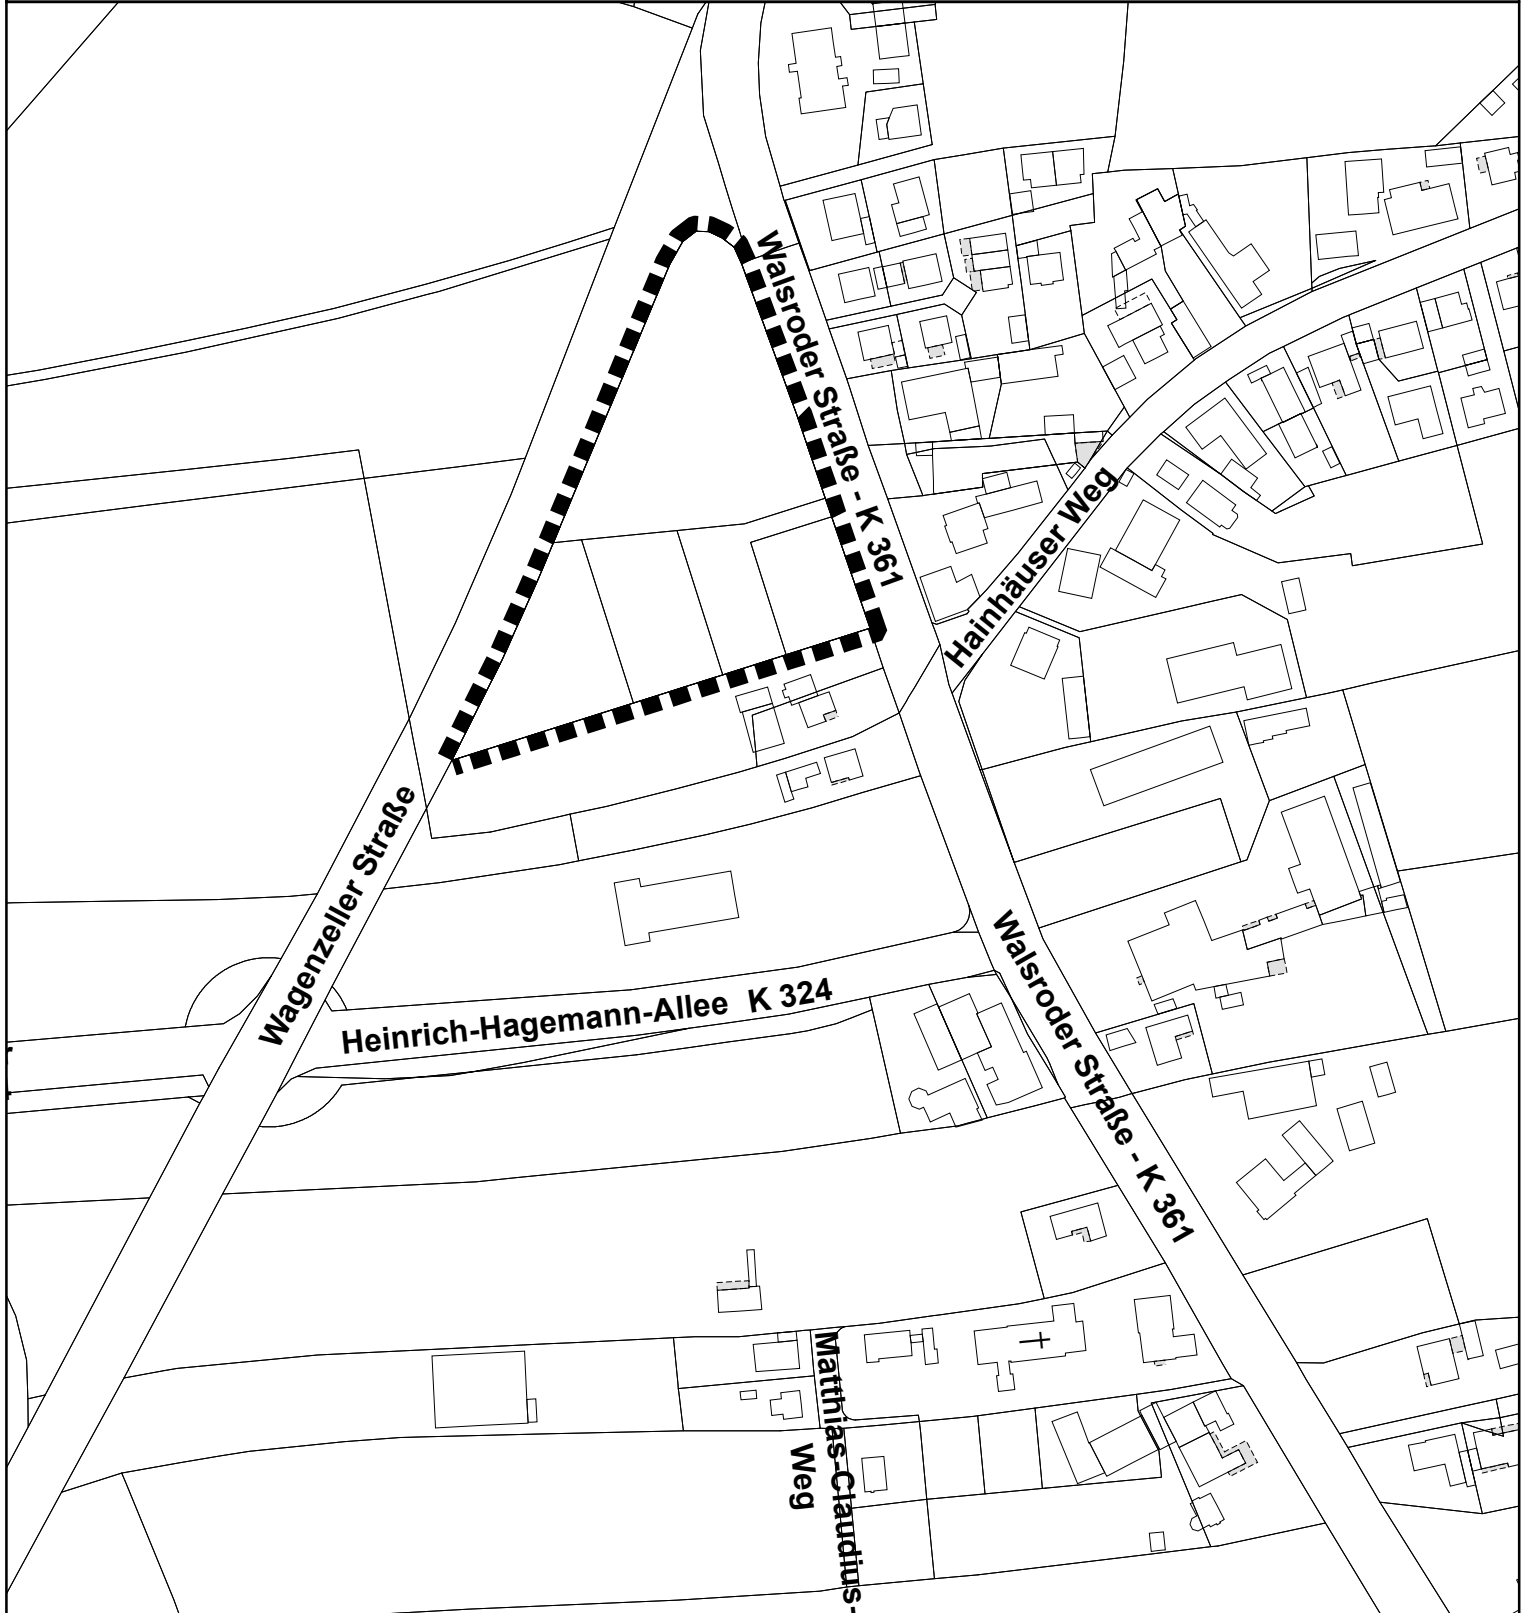 Walsroder Straße - K 361
Hainhäuser Weg
Wagenzeller Straße
Heinrich-Hagemann-Allee K 324
Walsroder Straße - K 361
Matthias-Claudius-
Weg